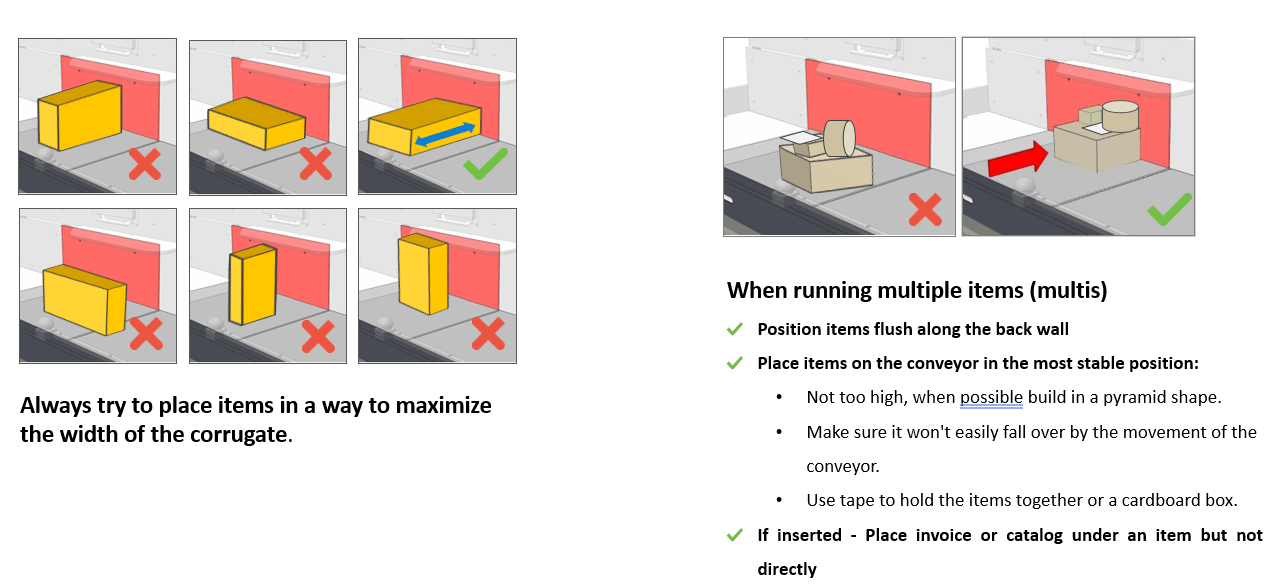 Always try to place items in a way to maximize
the width of the corrugate.
When running multiple items (multis)
Position items flush along the back wall
Place items on the conveyor in the most stable position:
• Not too high, when possible build in a pyramid shape.
• Make sure it won't easily fall over by the movement of the
conveyor.
• Use tape to hold the items together or a cardboard box.
If inserted - Place invoice or catalog under an item but not
directly